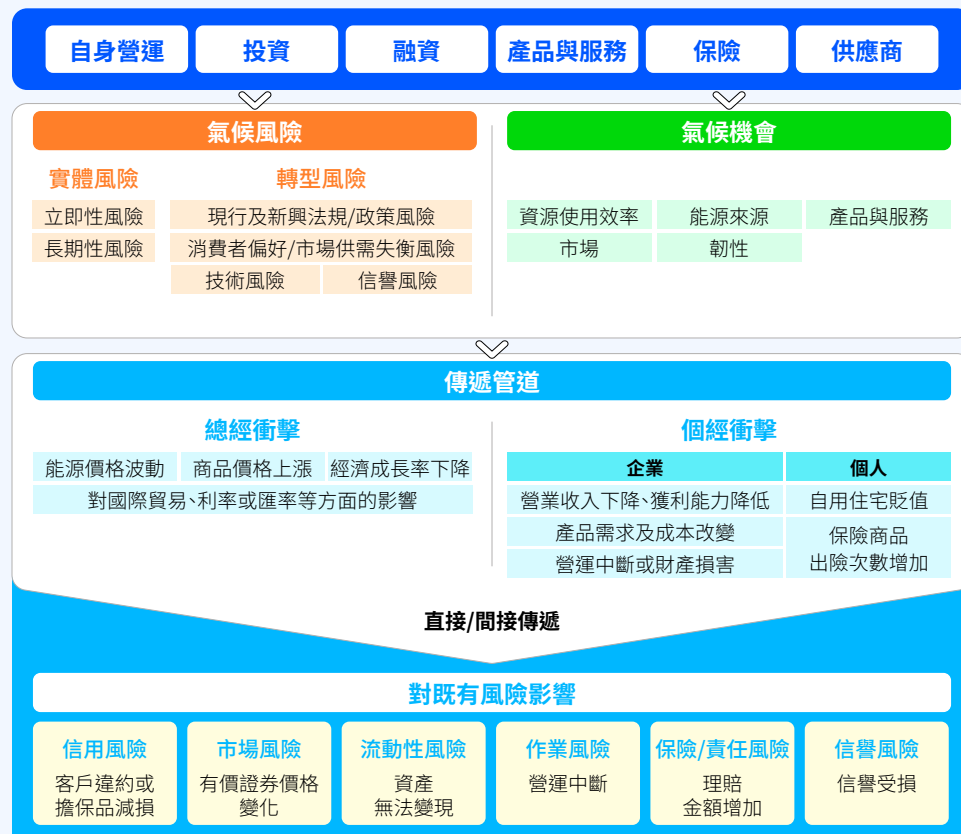 自身營運 投資 融資 產品與服務 保險 供應商
氣候風險
實體風險 轉型風險
立即性風險 現行及新興法規/政策風險
長期性風險 消費者偏好/市場供需失衡風險
技術風險 信譽風險
氣候機會
資源使用效率 能源來源 產品與服務
市場 韌性
傳遞管道
總經衝擊
能源價格波動 商品價格上漲 經濟成長率下降
對國際貿易、利率或匯率等方面的影響
個經衝擊
企業
營業收入下降、獲利能力降低
產品需求及成本改變
營運中斷或財產損害
個人
自用住宅貶值
保險商品
出險次數增加
直接/間接傳遞
對既有風險影響
信用風險
客戶違約或
擔保品減損
市場風險
有價證券價格
變化
流動性風險
資產
無法變現
作業風險
營運中斷
保險/責任風險
理賠
金額增加
信譽風險
信譽受損